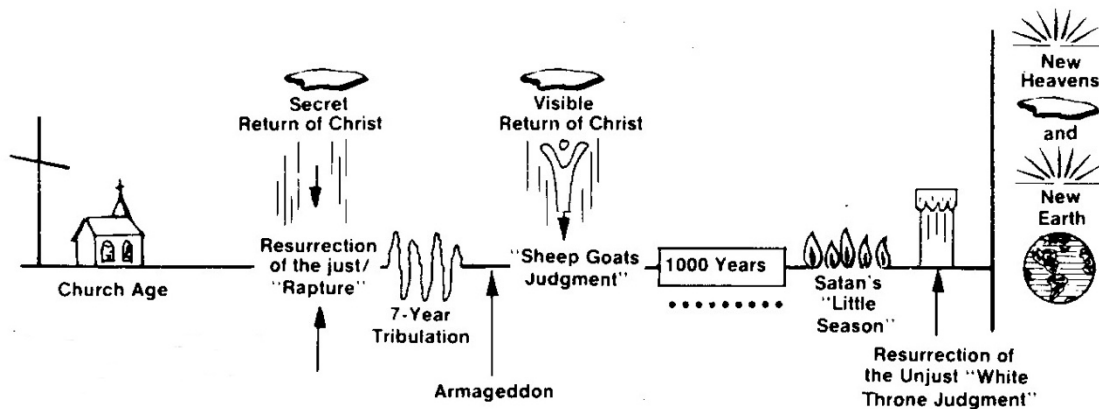 Church Age
Secret
Return of Christ
Resurrection
of the just/
"Rapture"
7-Year
Tribulation
Armageddon
Visible
Return of Christ
"Sheep Goats
Judgment"
1000 Years
Satan's
"Little
Season"
Resurrection of
the Unjust "White
Throne Judgment"
New
Heavens
and
New
Earth